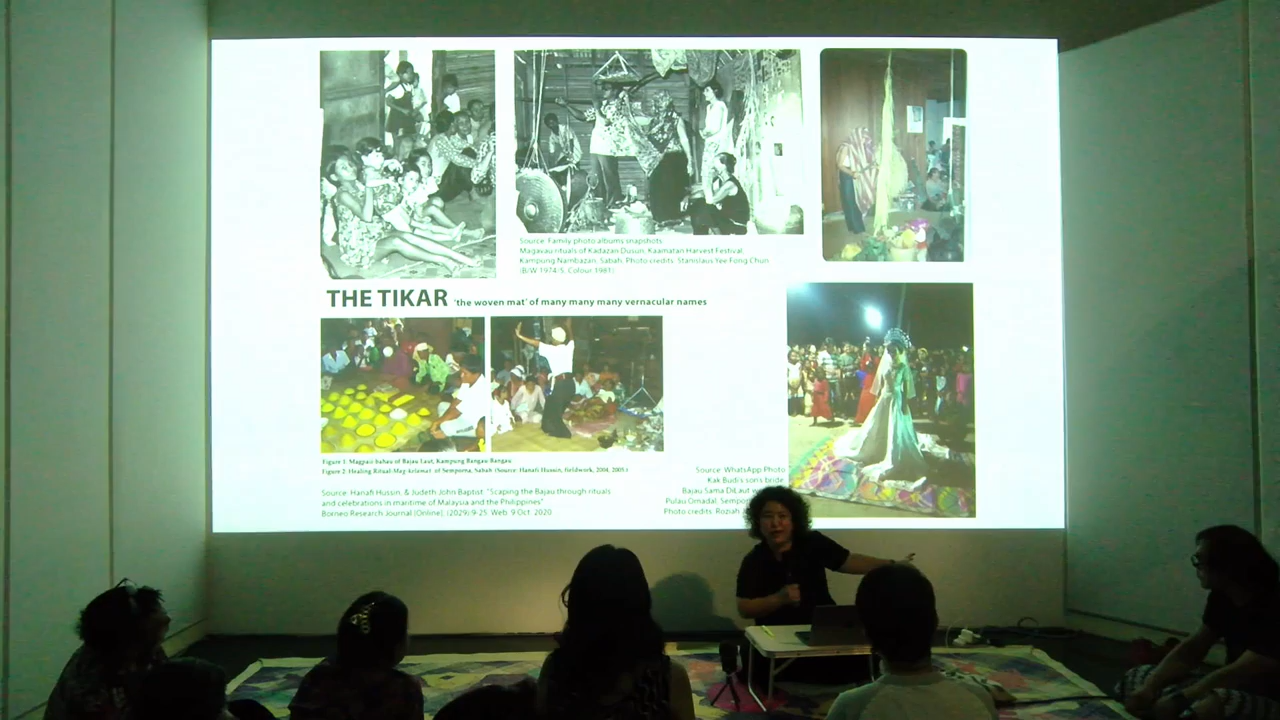 Source: Family photo albums snapshots
Magavau rituals of Kadazan Dusun, Kaamatan Harvest Festival,
Kampung Nambazan, Sabah. Photo credits: Stanislaus Yee Fong Chun
(B/W 1974/5, Colour 1981)
THE TIKAR 'the woven mat' of many many many vernacular names
Figure 1: Magpaii-bahau of Bajau Laut, Kampung Bangau-Bangau
Figure 2: Healing Ritual-Mag-kelamat of Semporna, Sabah (Source: Hanafi Hussin, fieldwork, 2004, 2005)
Source: Hanafi Hussin, & Judeth John Baptist. "Scaping the Bajau through rituals
and celebrations in maritime of Malaysia and the Philippines"
Borneo Research Journal [Online], (2029) 9-25. Web. 9 Oct. 2020
Source: WhatsApp Photo
Kak Budi's son's bride
Bajau Sama DiLaut
Pulau Omadal,
Photo credits: Roziah